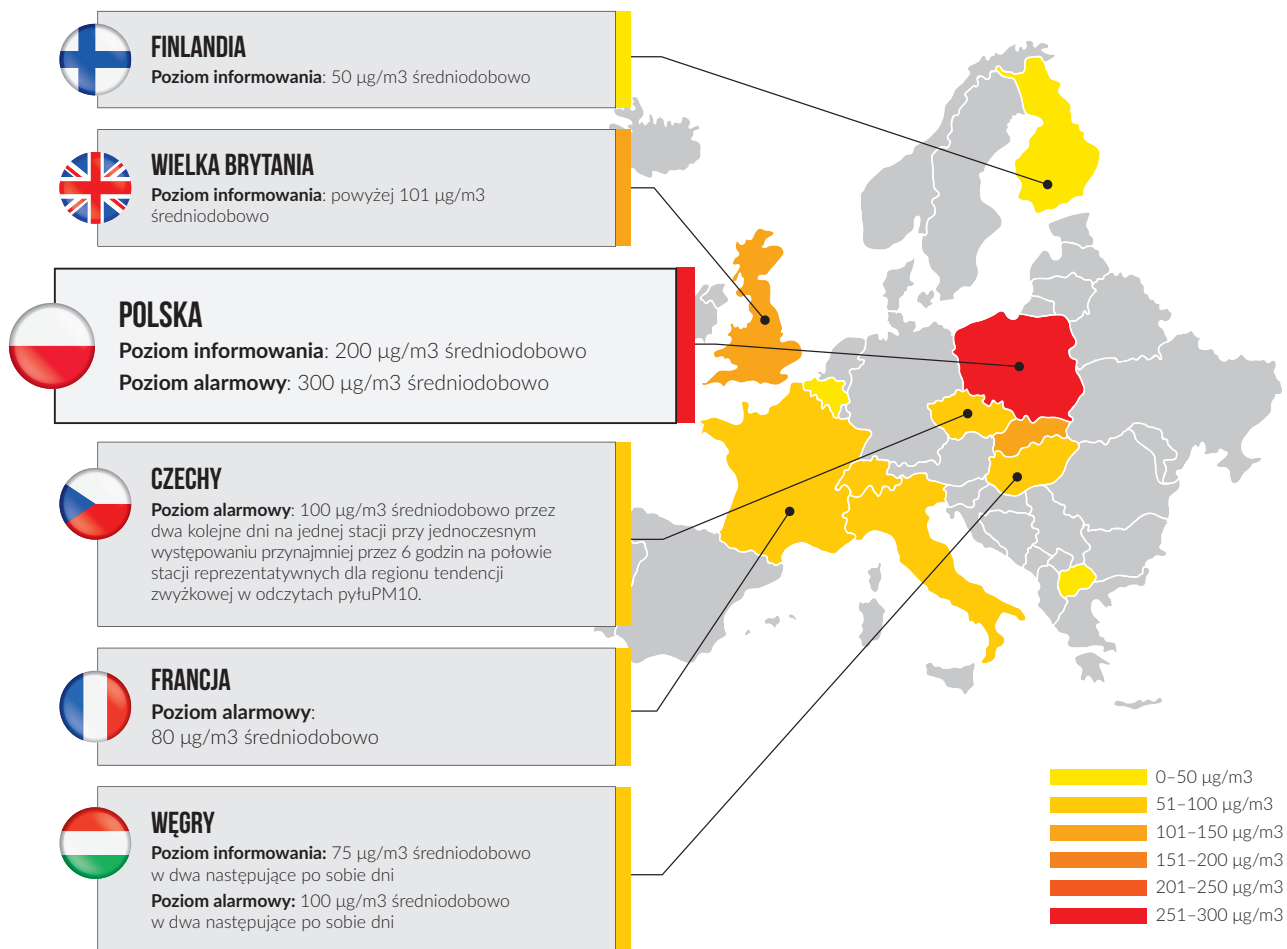 FINLANDIA
Poziom informowania: 50 µg/m3 średniodobowo
WIELKA BRYTANIA
Poziom informowania: powyżej 101 µg/m3
średniodobowo
POLSKA
Poziom informowania: 200 µg/m3 średniodobowo
Poziom alarmowy: 300 µg/m3 średniodobowo
CZECHY
Poziom alarmowy: 100 µg/m3 średniodobowo przez
dwa kolejne dni na jednej stacji przy jednoczesnym
występowaniu przynajmniej przez 6 godzin na połowie
stacji reprezentatywnych dla regionu tendencji
zwyżkowej w odczytach pyłuPM10.
FRANCJA
Poziom alarmowy:
80 µg/m3 średniodobowo
WĘGRY
Poziom informowania: 75 µg/m3 średniodobowo
w dwa następujące po sobie dni
Poziom alarmowy: 100 µg/m3 średniodobowo
w dwa następujące po sobie dni
0–50 µg/m3
51–100 µg/m3
101–150 µg/m3
151–200 µg/m3
201–250 µg/m3
251–300 µg/m3